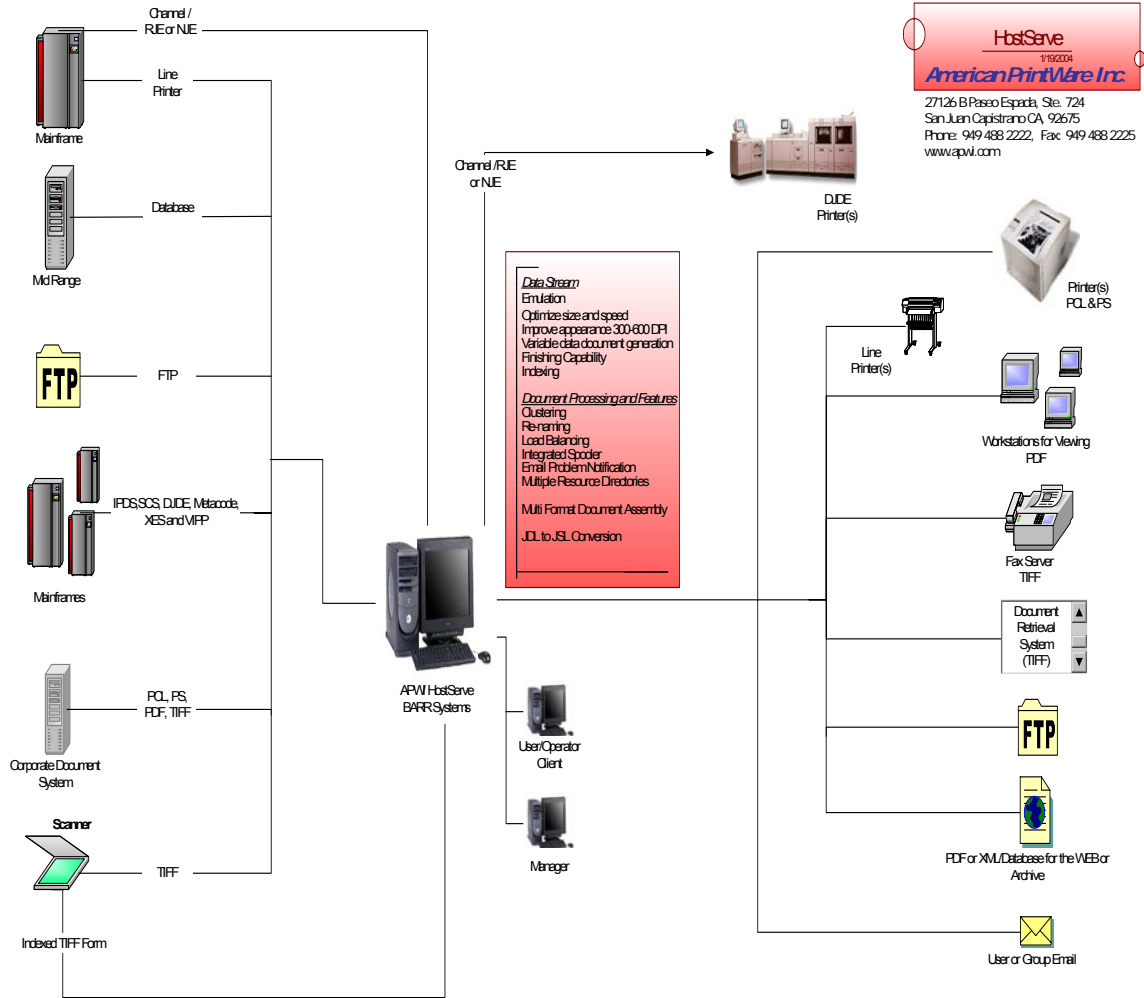 Channel /
RJE or NJE
Line
Printer
Mainframe
Database
Mid Range
FTP
FTP
IPDS,SCS, DJDE, Metacode,
XES and VIPP
Mainframes
PCL, PS,
PDF, TIFF
Corporate Document
System
Scanner
TIFF
Indexed TIFF Form
HostServe
1/19/2004
American PrintWare Inc.
27126 B Paseo Espada, Ste. 724
San Juan Capistrano CA, 92675
Phone: 949 488 2222, Fax: 949 488 2225
www.apwi.com
Channel /RJE
or NJE
DJDE
Printer(s)
Data Stream
Emulation
Optimize size and speed
Improve appearance 300-600 DPI
Variable data document generation
Finishing Capability
Indexing
Document Processing and Features
Clustering
Re-naming
Load Balancing
Integrated Spooler
Email Problem Notification
Multiple Resource Directories
Multi Format Document Assembly
JDL to JSL Conversion
APWI HostServe
BARR Systems
User/Operator
Client
Manager
Printer(s)
PCL & PS
Line
Printer(s)
Workstations for Viewing
PDF
Fax Server
TIFF
Document
Retrieval
System
(TIFF)
FTP
PDF or XML/Database for the WEB or
Archive
User or Group Email